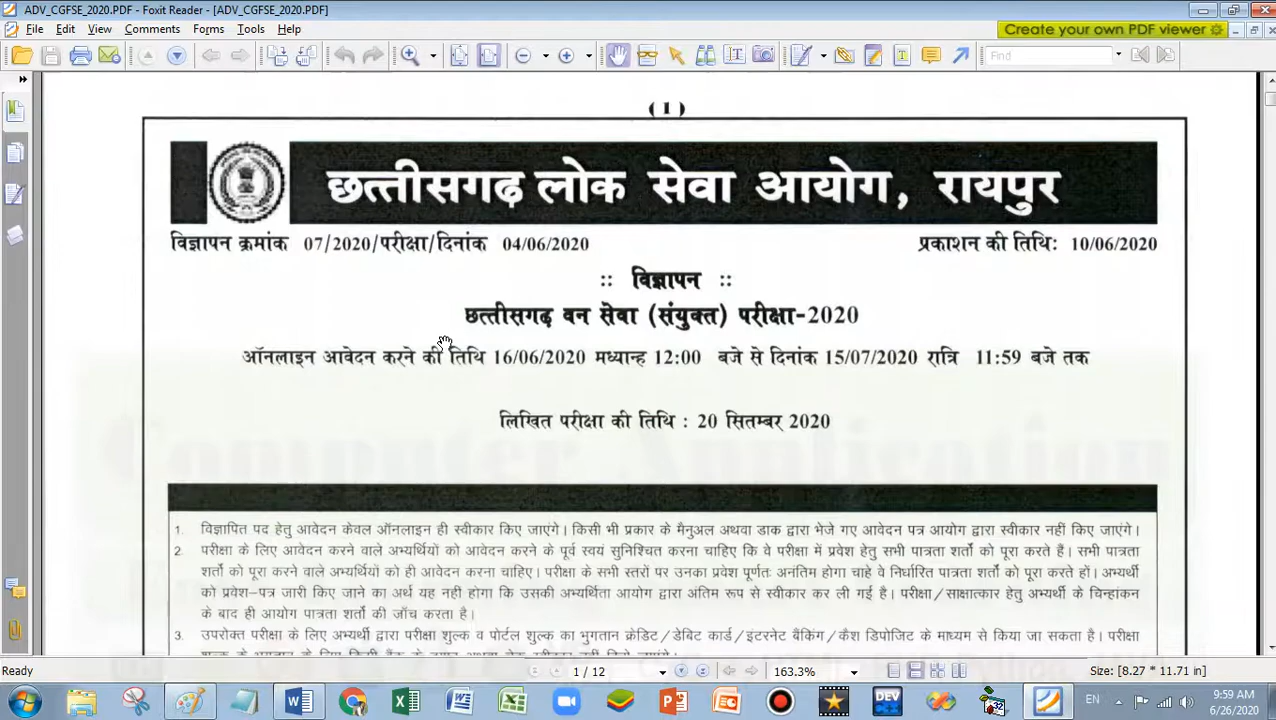 ADV_CGFSE_2020.PDF - Foxit Reader - [ADV_CGFSE_2020.PDF]
File Edit View Comments Forms Tools Help
Create your own PDF viewer
Find
( 1 )
छत्तीसगढ़ लोक सेवा आयोग, रायपुर
विज्ञापन क्रमांक 07/2020/परीक्षा/दिनांक 04/06/2020
प्रकाशन की तिथि: 10/06/2020
:: विज्ञापन ::
छत्तीसगढ़ वन सेवा (संयुक्त) परीक्षा-2020
ऑनलाइन आवेदन करने की तिथि 16/06/2020 मध्यान्ह 12:00 बजे से दिनांक 15/07/2020 रात्रि 11:59 बजे तक
लिखित परीक्षा की तिथि : 20 सितम्बर 2020
1. विज्ञापित पद हेतु आवेदन केवल ऑनलाइन ही स्वीकार किए जाएंगे। किसी भी प्रकार के मैनुअल अथवा डाक द्वारा भेजे गए आवेदन पत्र आयोग द्वारा स्वीकार नहीं किए जाएंगे।
2. परीक्षा के लिए आवेदन करने वाले अभ्यर्थियों को आवेदन करने के पूर्व स्वयं सुनिश्चित करना चाहिए कि वे परीक्षा में प्रवेश हेतु सभी पात्रता शर्तो को पूरा करते हैं। सभी पात्रता
शर्तो को पूरा करने वाले अभ्यर्थियों को ही आवेदन करना चाहिए। परीक्षा के सभी स्तरों पर उनका प्रवेश पूर्णतः अनंतिम होगा चाहे वे निर्धारित पात्रता शर्तो को पूरा करते हों। अभ्यर्थी
को प्रवेश-पत्र जारी किए जाने का अर्थ यह नहीं होगा कि उसकी अभ्यर्थिता आयोग द्वारा अंतिम रूप से स्वीकार कर ली गई है। परीक्षा/साक्षात्कार हेतु अभ्यर्थी के चिन्हांकन
के बाद ही आयोग पात्रता शर्तो की जाँच करता है।
3. उपरोक्त परीक्षा के लिए अभ्यर्थी द्वारा परीक्षा शुल्क व पोर्टल शुल्क का भुगतान क्रेडिट/डेबिट कार्ड/इंटरनेट बैंकिंग/कैश डिपोजिट के माध्यम से किया जा सकता है। परीक्षा
Computer Application
Ready
1 / 12
163.3%
Size: [8.27 * 11.71 in]
DEV
32
EN
9:59 AM
6/26/2020